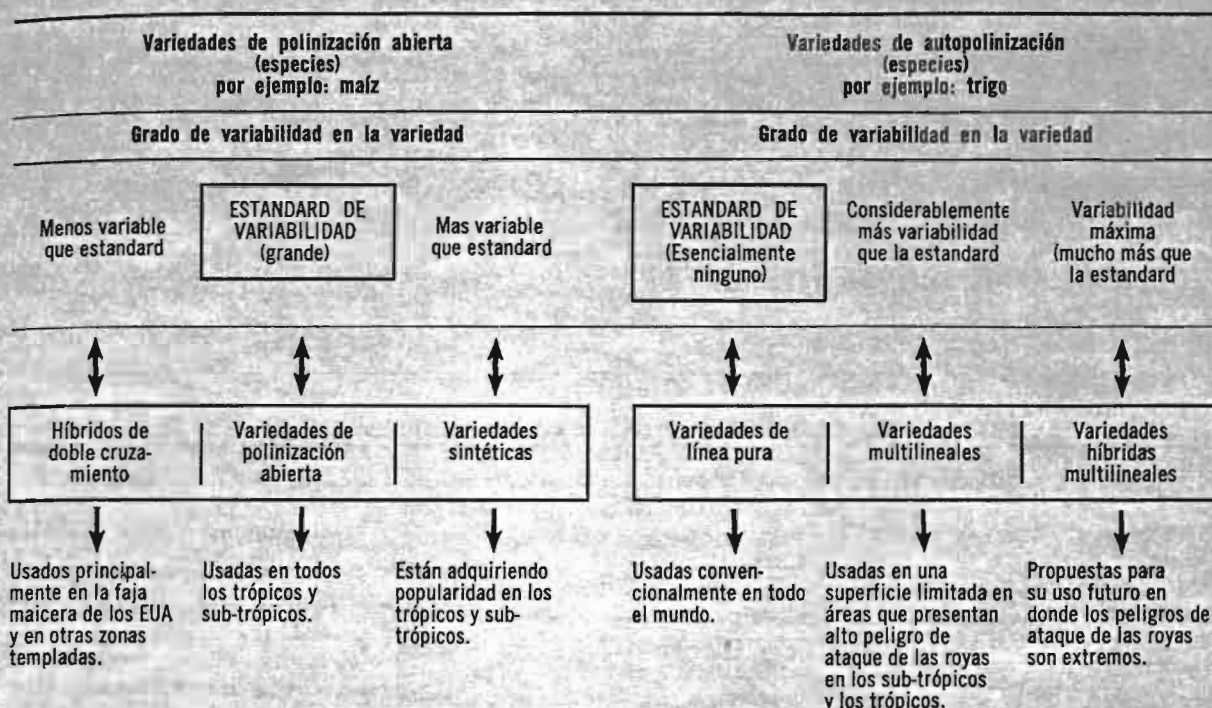 Variedades de polinización abierta
(especies)
por ejemplo: maíz
Variedades de autopolinización
(especies)
por ejemplo: trigo
Grado de variabilidad en la variedad
Grado de variabilidad en la variedad
Menos variable
que estandard
ESTANDARD DE
VARIABILIDAD
(grande)
Mas variable
que estandard
ESTANDARD DE
VARIABILIDAD
(Esencialmente
ninguno)
Considerablemente
más variabilidad
que la estandard
Variabilidad
máxima
(mucho más que
la estandard
Híbridos de
doble cruza-
miento
Variedades de
polinización
abierta
Variedades
sintéticas
Variedades de
línea pura
Variedades
multilineales
Variedades
híbridas
multilineales
Usados principal-
mente en la faja
maicera de los EUA
y en otras zonas
templadas.
Usadas en todos
los trópicos y
sub-trópicos.
Están adquiriendo
popularidad en los
trópicos y sub-
trópicos.
Usadas conven-
cionalmente en todo
el mundo.
Usadas en una
superficie limitada en
áreas que presentan
alto peligro de
ataque de las royas
en los sub-trópicos
y los trópicos.
Propuestas para
su uso futuro en
donde los peligros de
ataque de las royas
son extremos.